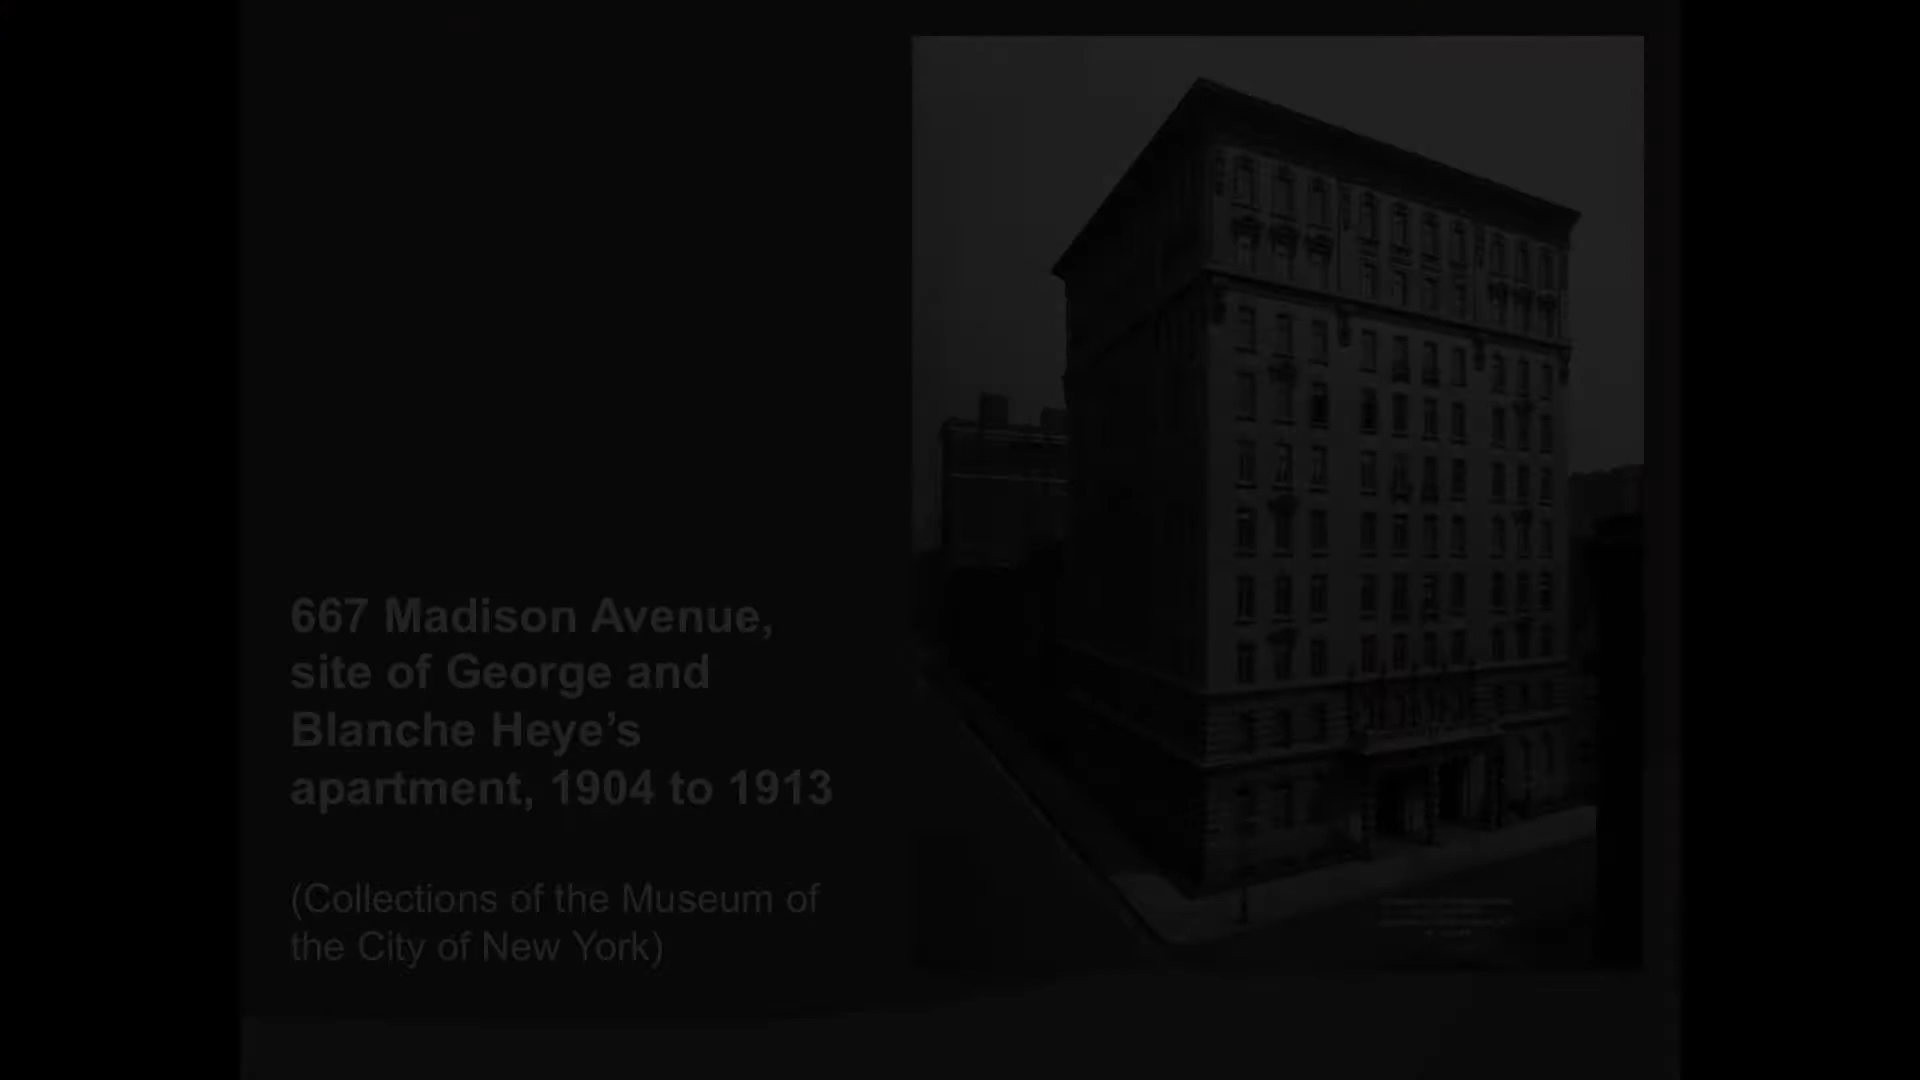 667 Madison Avenue,
site of George and
Blanche Heye’s
apartment, 1904 to 1913
(Collections of the Museum of
the City of New York)